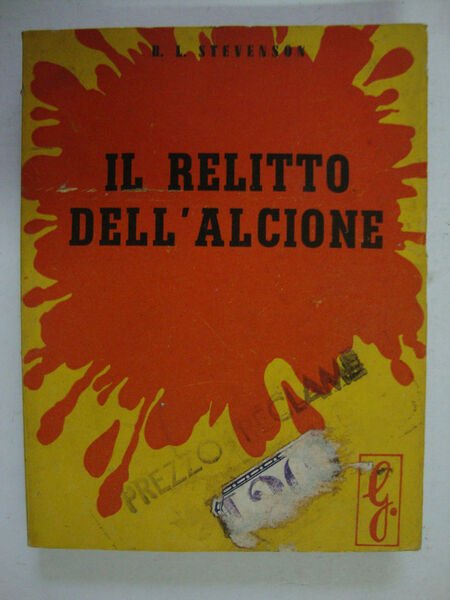 R. L. STEVENSON
IL RELITTO
DELL'ALCIONE
PREZZO RECLAME
G.